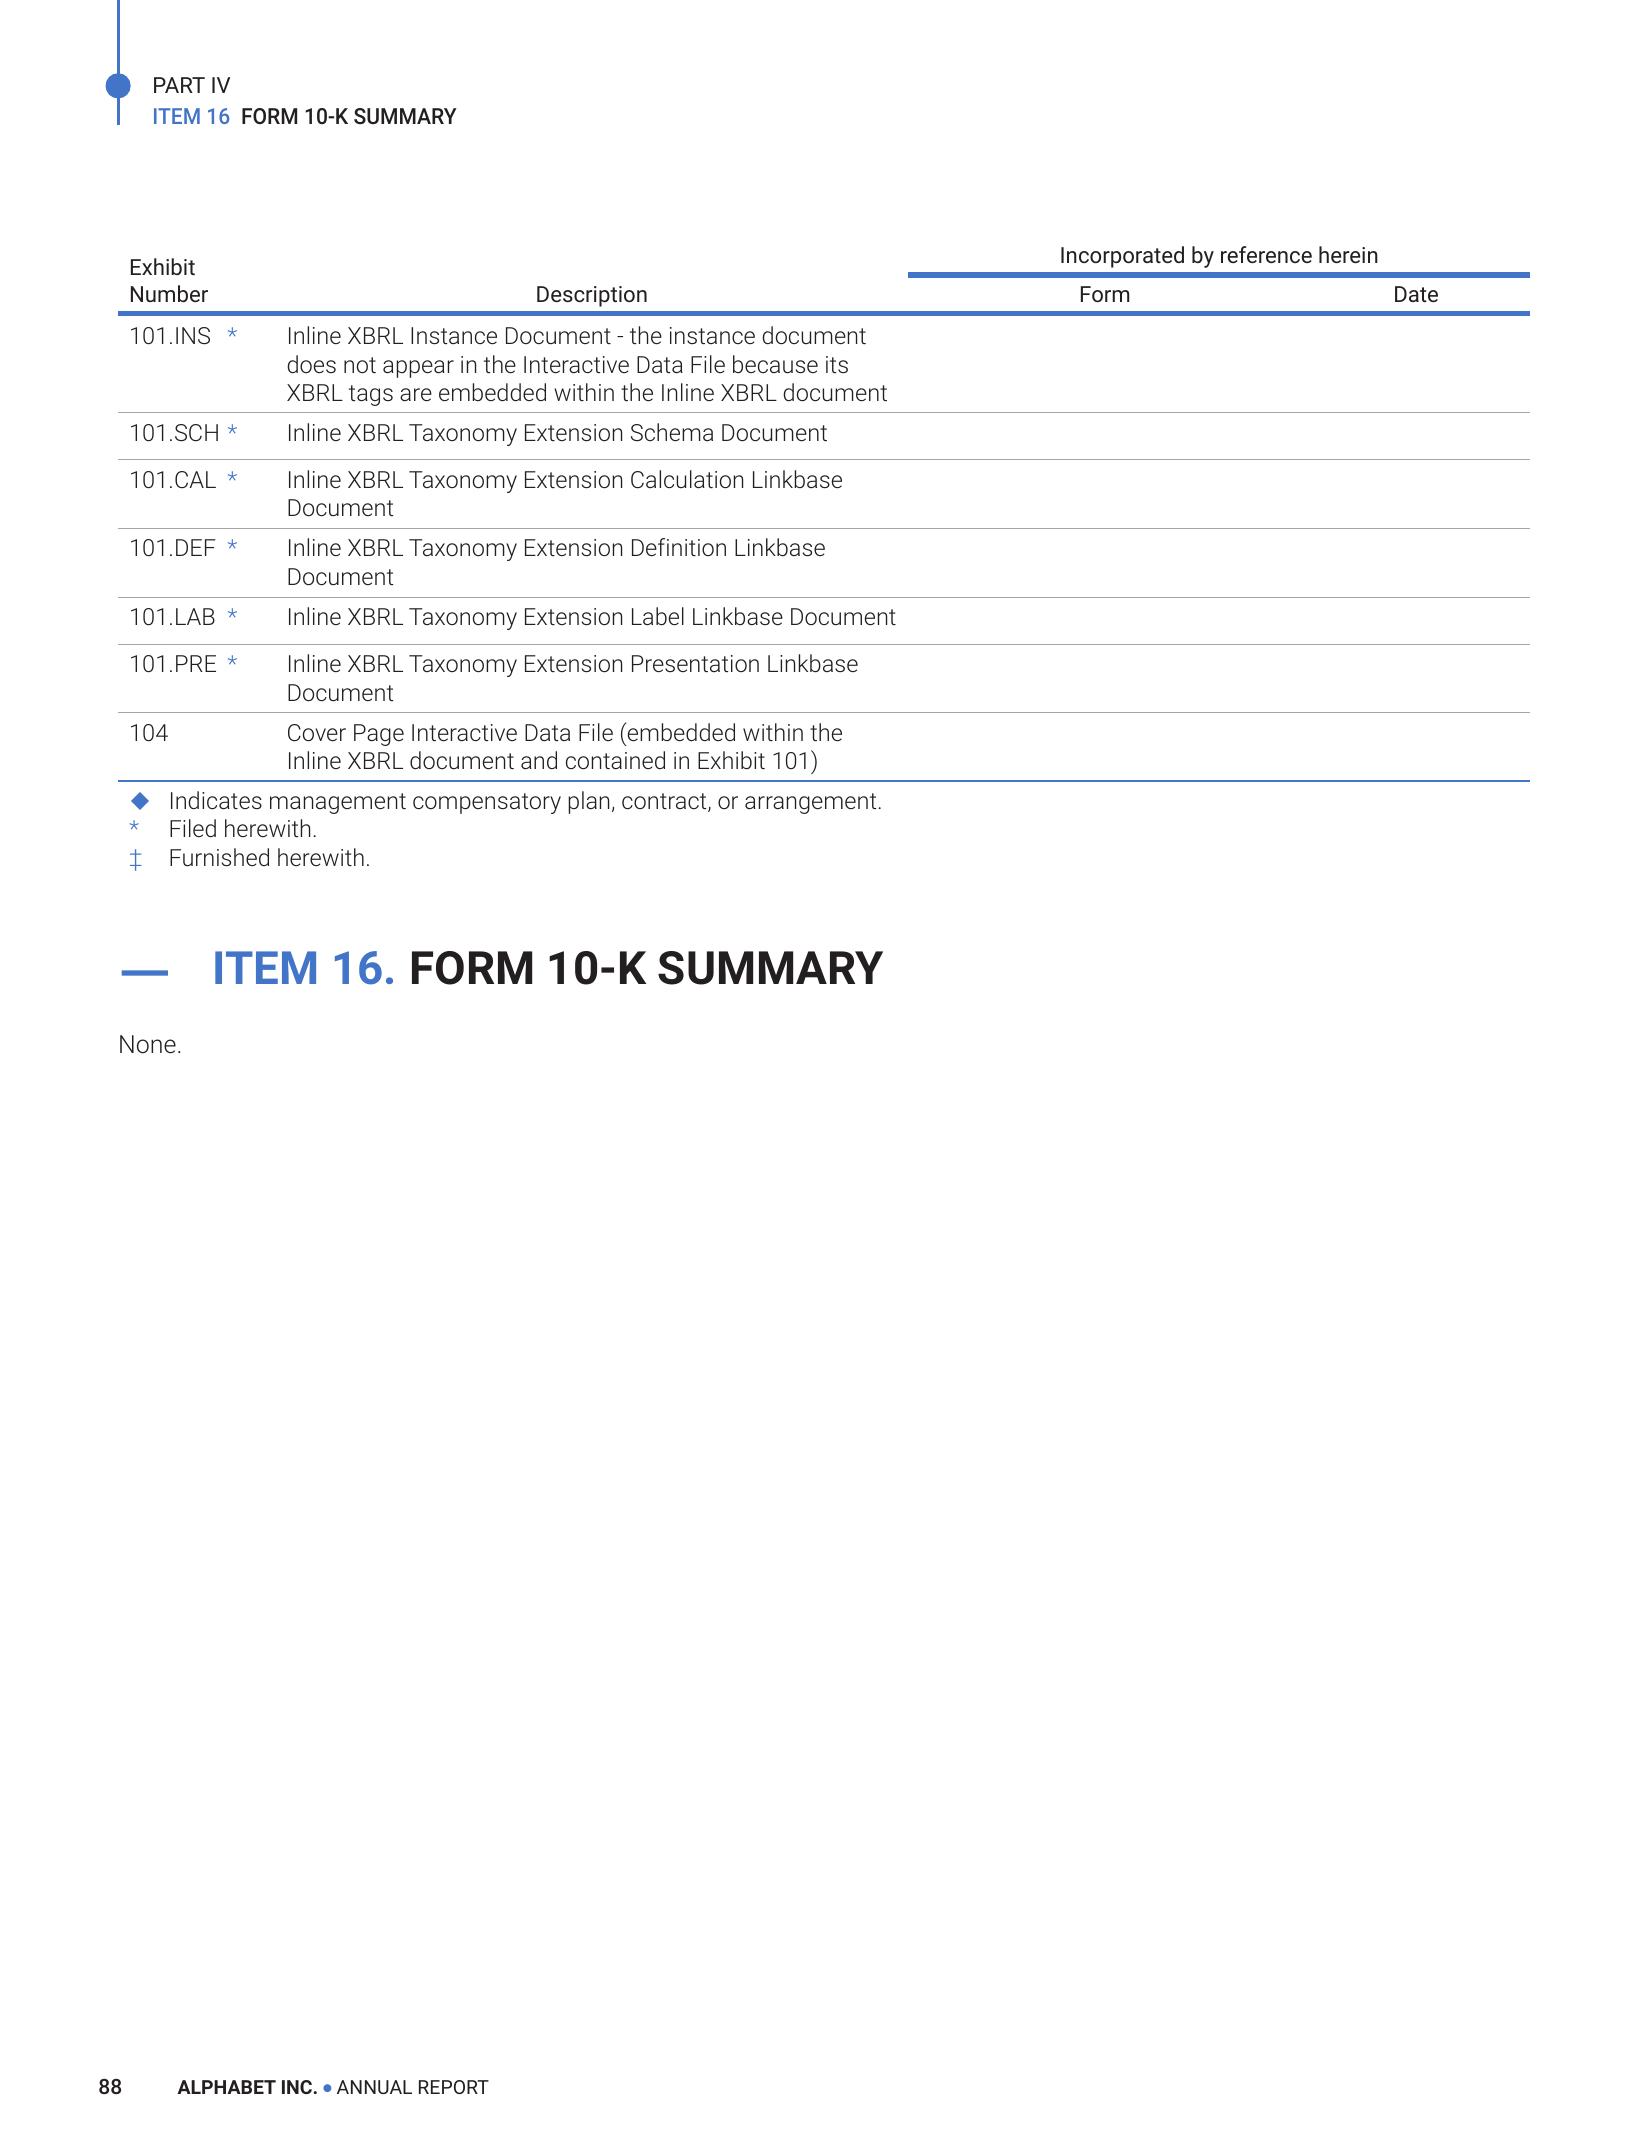 PART IV
ITEM 16 FORM 10-K SUMMARY
Incorporated by reference herein
Exhibit
Number Description Form Date
101.INS * Inline XBRL Instance Document - the instance document
does not appear in the Interactive Data File because its
XBRL tags are embedded within the Inline XBRL document
101.SCH * Inline XBRL Taxonomy Extension Schema Document
101.CAL * Inline XBRL Taxonomy Extension Calculation Linkbase
Document
101.DEF * Inline XBRL Taxonomy Extension Definition Linkbase
Document
101.LAB * Inline XBRL Taxonomy Extension Label Linkbase Document
101.PRE * Inline XBRL Taxonomy Extension Presentation Linkbase
Document
104 Cover Page Interactive Data File (embedded within the
Inline XBRL document and contained in Exhibit 101)
◆ Indicates management compensatory plan, contract, or arrangement.
* Filed herewith.
‡ Furnished herewith.
— ITEM 16. FORM 10-K SUMMARY
None.
88 ALPHABET INC. • ANNUAL REPORT